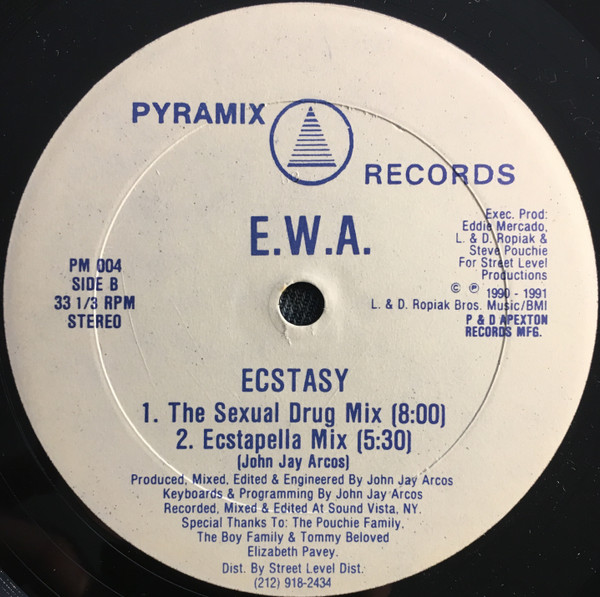 PYRAMIX
RECORDS
E.W.A.
PM 004
SIDE B
33 1/3 RPM
STEREO
Exec. Prod:
Eddie Mercado,
L. & D. Ropiak &
Steve Pouchie
For Street Level
Productions
© ℗ 1990 - 1991
L. & D. Ropiak Bros. Music/BMI
P & D APEXTON
RECORDS MFG.
ECSTASY
1. The Sexual Drug Mix (8:00)
2. Ecstapella Mix (5:30)
(John Jay Arcos)
Produced, Mixed, Edited & Engineered By John Jay Arcos
Keyboards & Programming By John Jay Arcos
Recorded, Mixed & Edited At Sound Vista, NY.
Special Thanks To: The Pouchie Family,
The Boy Family & Tommy Beloved
Elizabeth Pavey.
Dist. By Street Level Dist.
(212) 918-2434